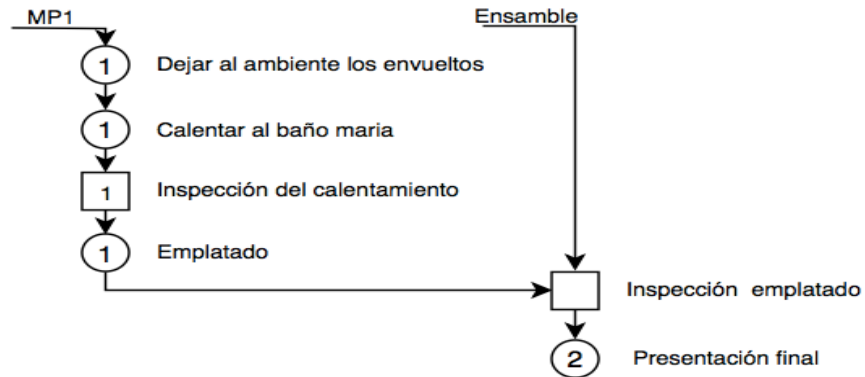 MP1
Ensamble
1 Dejar al ambiente los envueltos
1 Calentar al baño maria
1 Inspección del calentamiento
1 Emplatado
Inspección emplatado
2 Presentación final